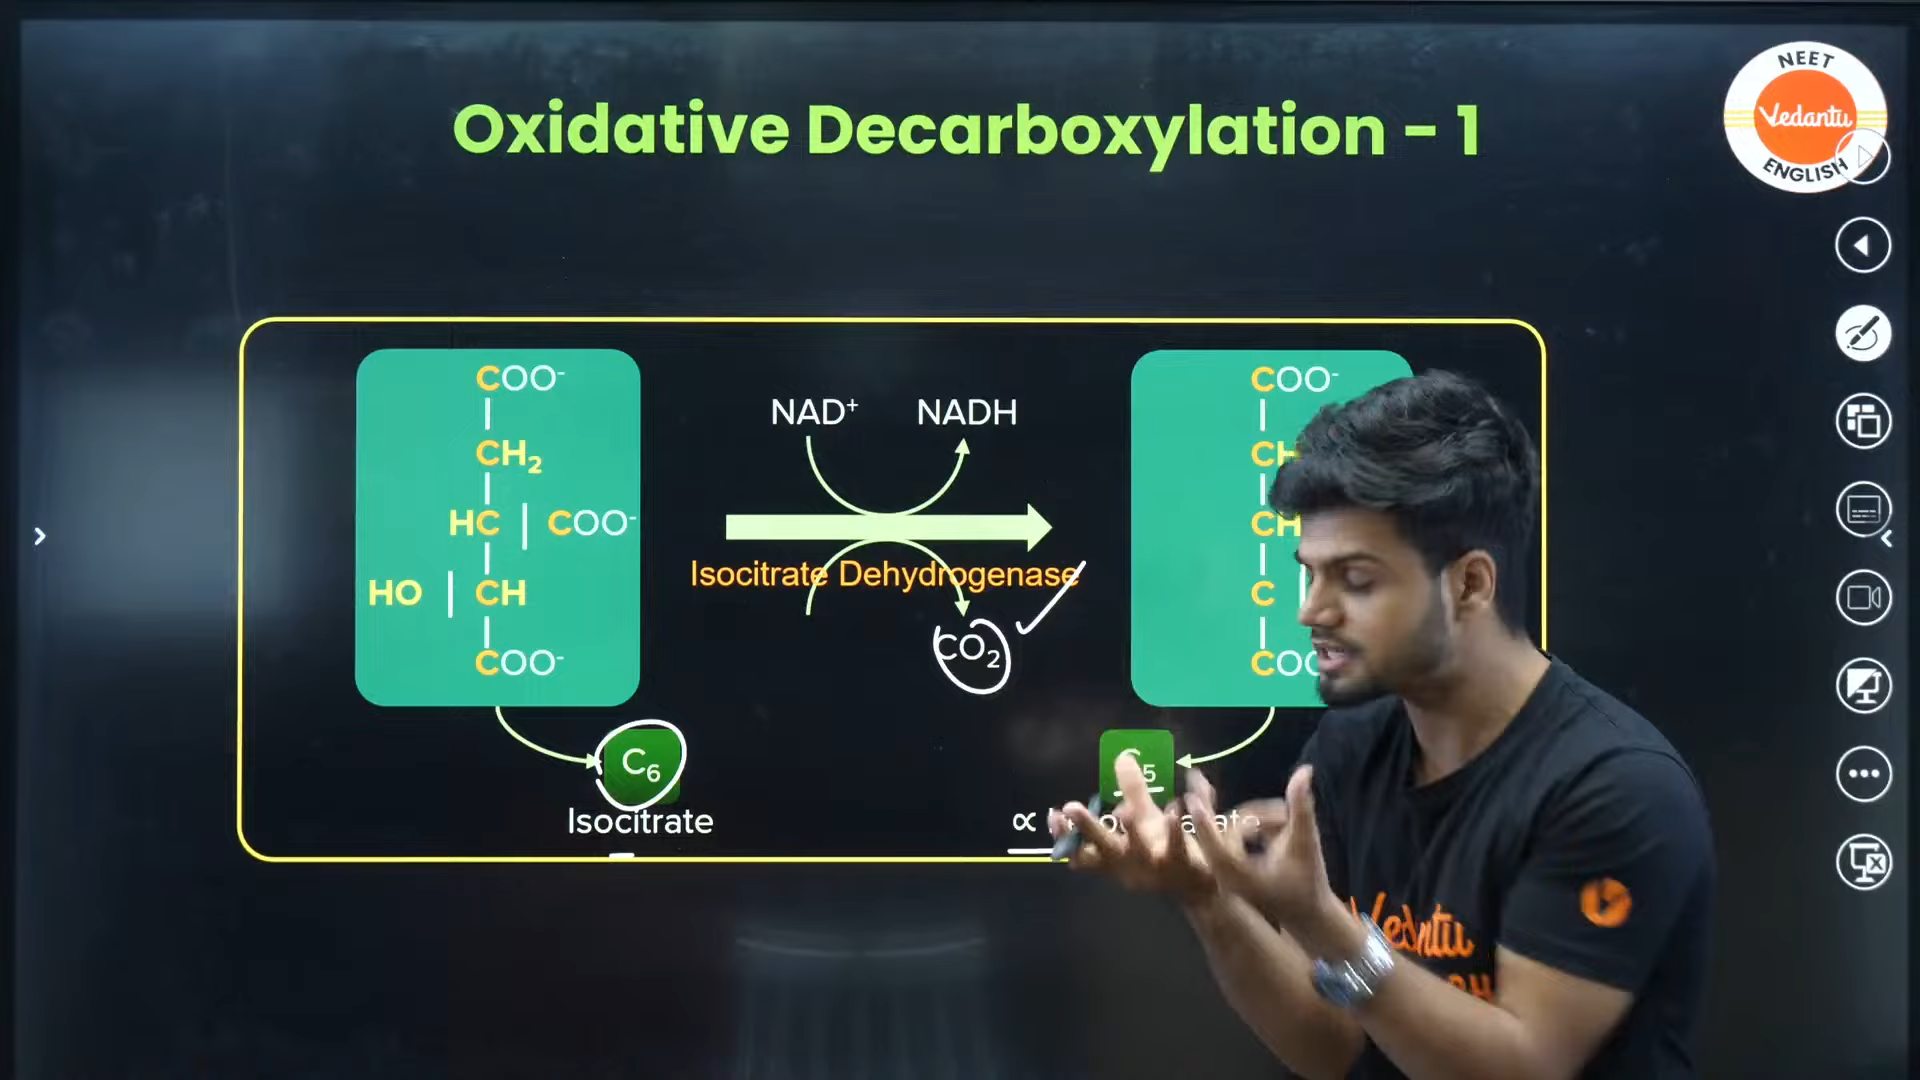 Oxidative Decarboxylation - 1
NEET
Vedantu
ENGLISH
COO⁻
CH₂
HC COO⁻
HO CH
COO⁻
NAD⁺ NADH
Isocitrate Dehydrogenase
CO₂
COO⁻
C
C₆
Isocitrate
∝
Vedantu